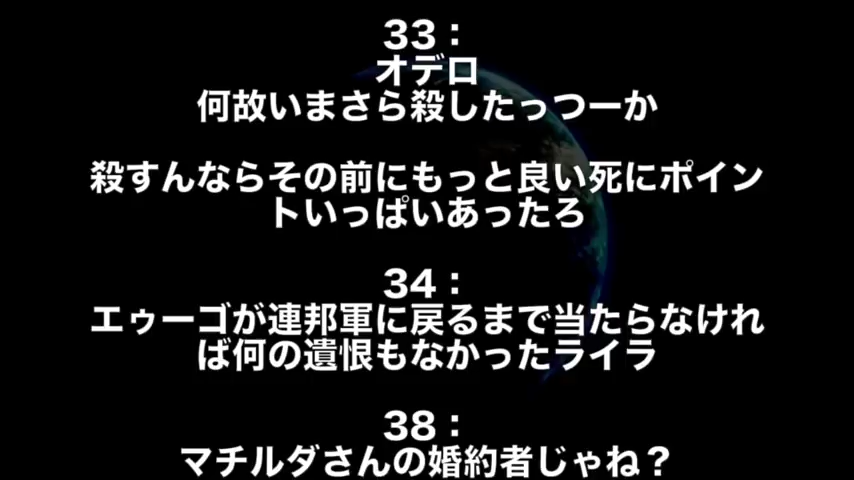 33：
オデロ
何故いまさら殺したっつーか
殺すんならその前にもっと良い死にポイン
トいっぱいあったろ
34：
エゥーゴが連邦軍に戻るまで当たらなけれ
ば何の遺恨もなかったライラ
38：
マチルダさんの婚約者じゃね？